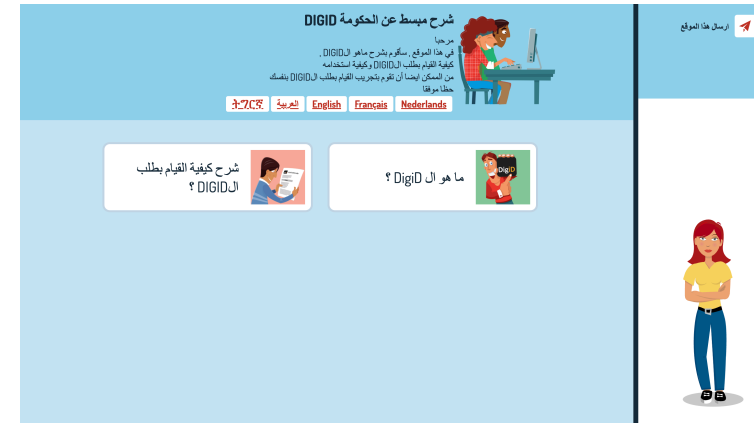 شرح مبسط عن الحكومة DIGID
مرحبا
في هذا الموقع , سأقوم بشرح ماهو الDIGID ,
كيفية القيام بطلب الDIGID وكيفية استخدامه
من الممكن ايضا أن تقوم بتجريب القيام بطلب الDIGID بنفسك
حظا موفقا
Nederlands
Français
English
العربية
ትግርኛ
ارسال هذا الموقع
ما هو ال DigiD ؟
DigiD
شرح كيفية القيام بطلب
الDIGID ؟